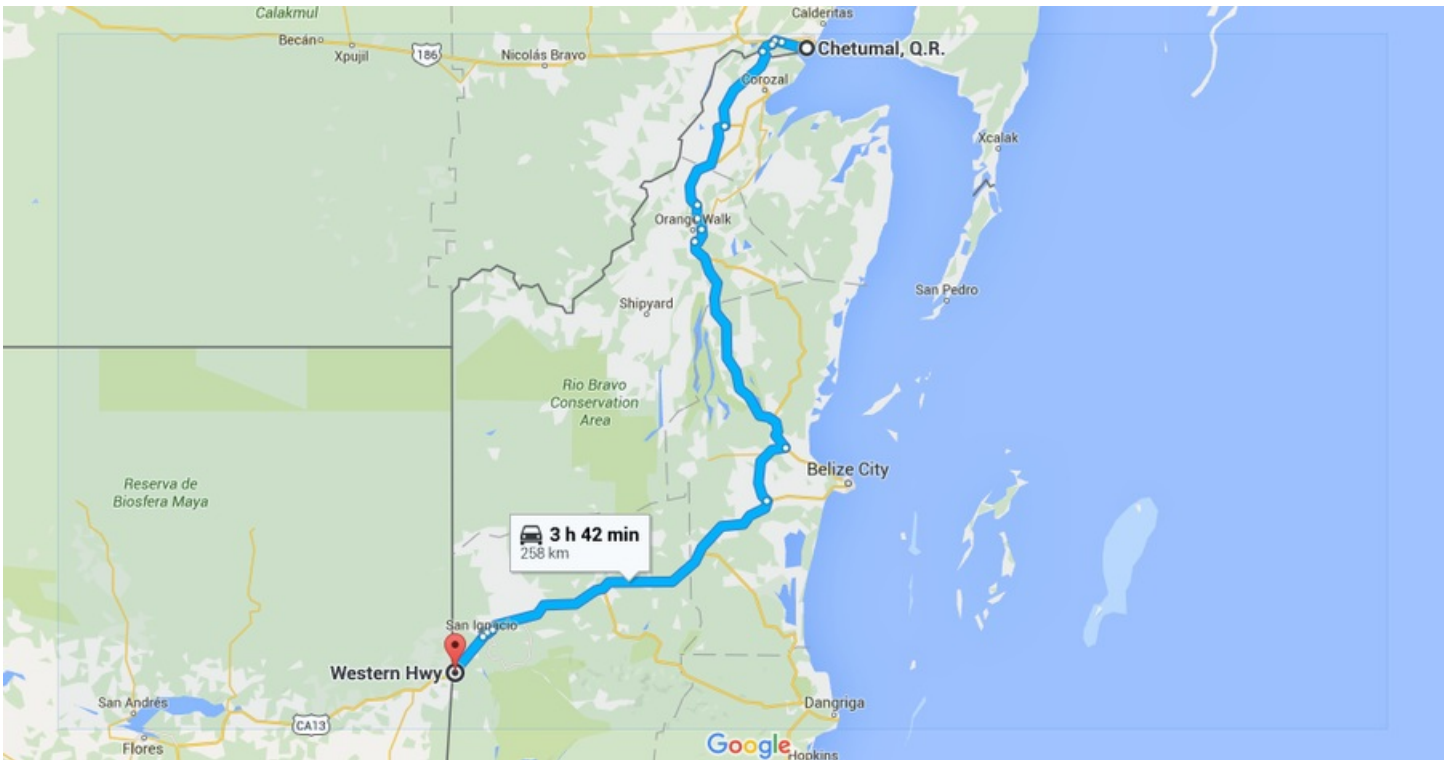 Calakmul
Calderitas
Becán
Xpujil
186
Nicolás Bravo
Chetumal, Q.R.
Corozal
Xcalak
Orange Walk
San Pedro
Shipyard
Rio Bravo
Conservation
Area
Belize City
Reserva de
Biosfera Maya
3 h 42 min
258 km
San Ignacio
Western Hwy
San Andrés
CA13
Flores
Dangriga
Google
Hopkins